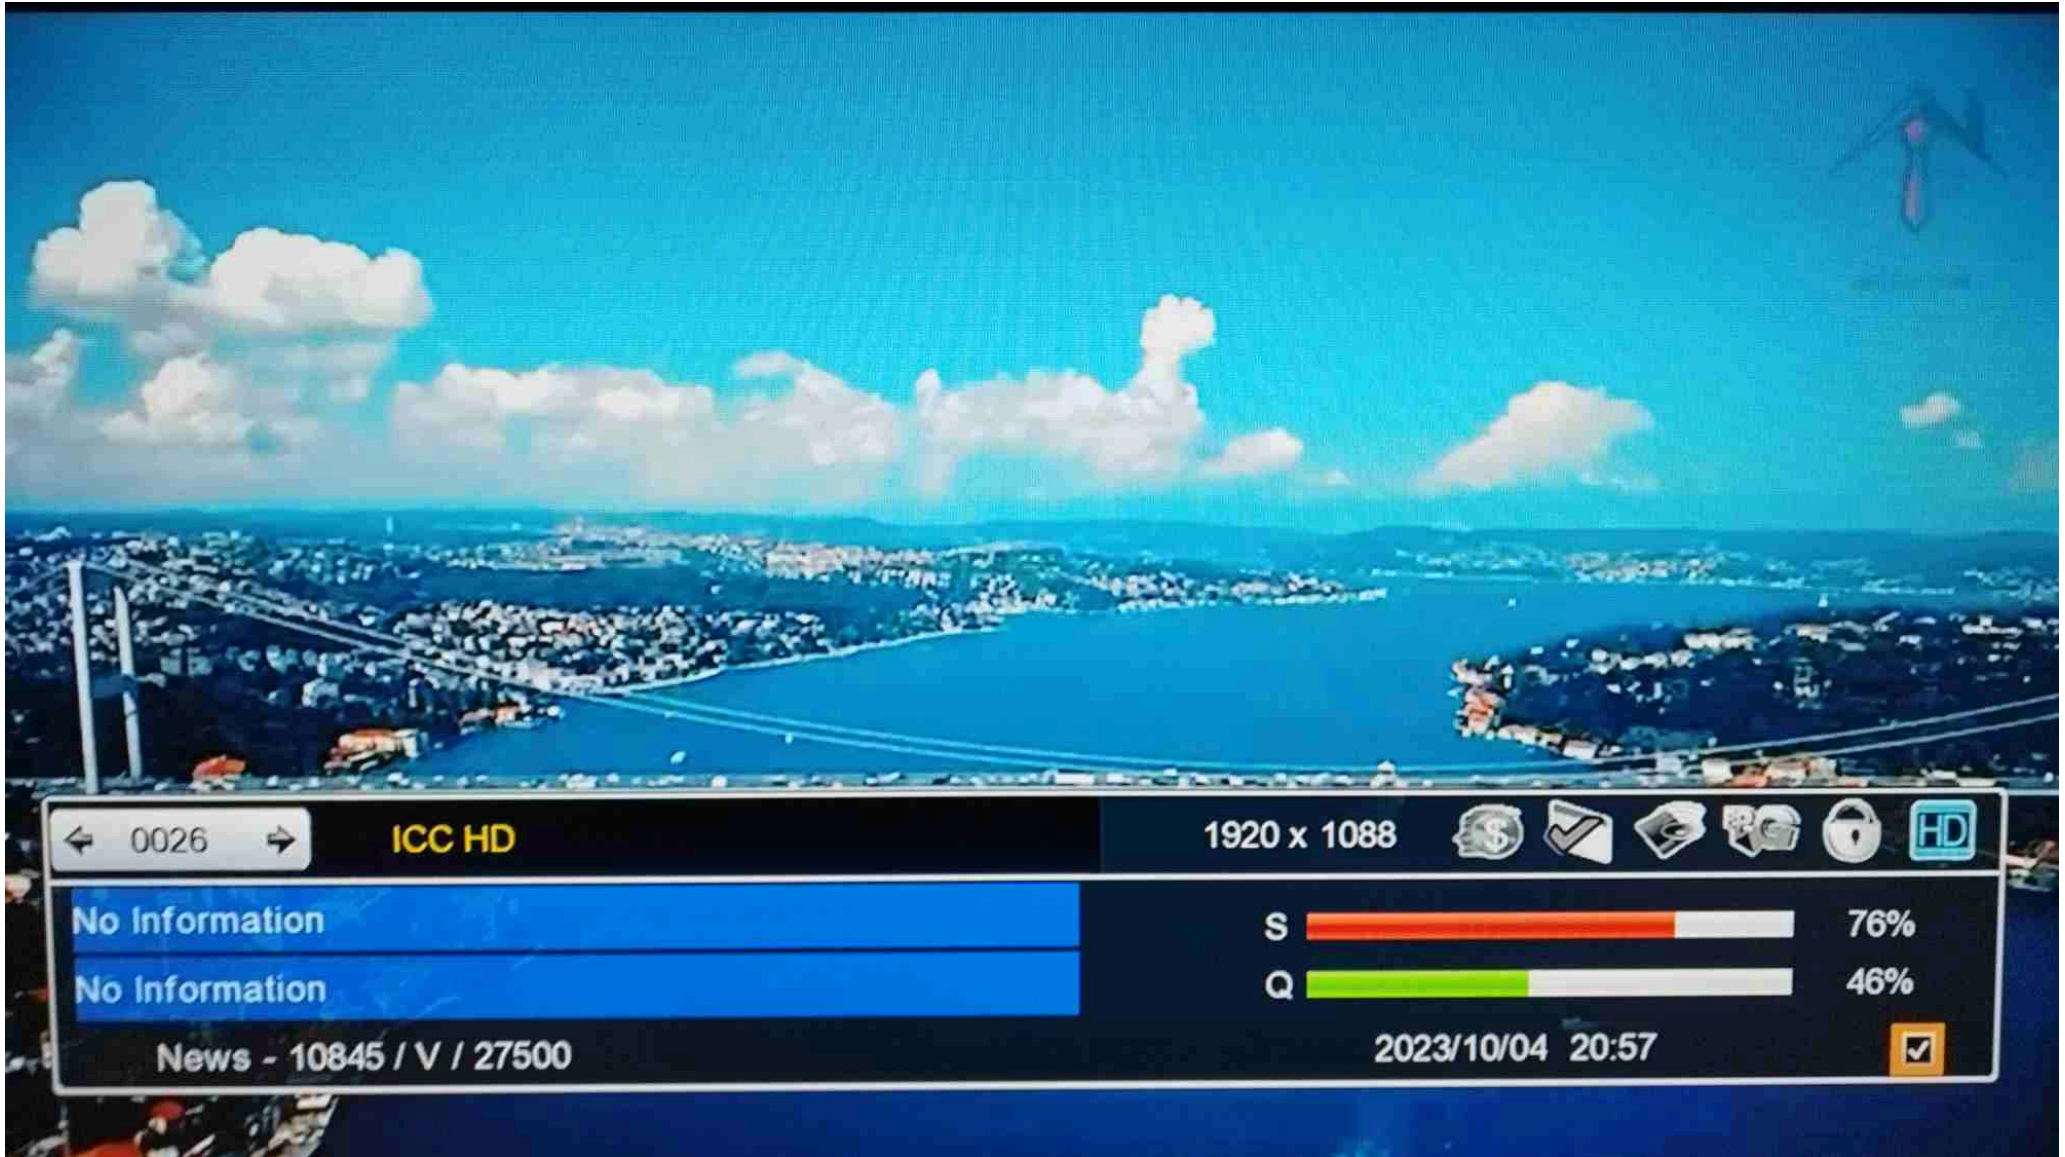 0026
ICC HD
1920 x 1088
$
HD
No Information
S
76%
No Information
Q
46%
News - 10845 / V / 27500
2023/10/04 20:57